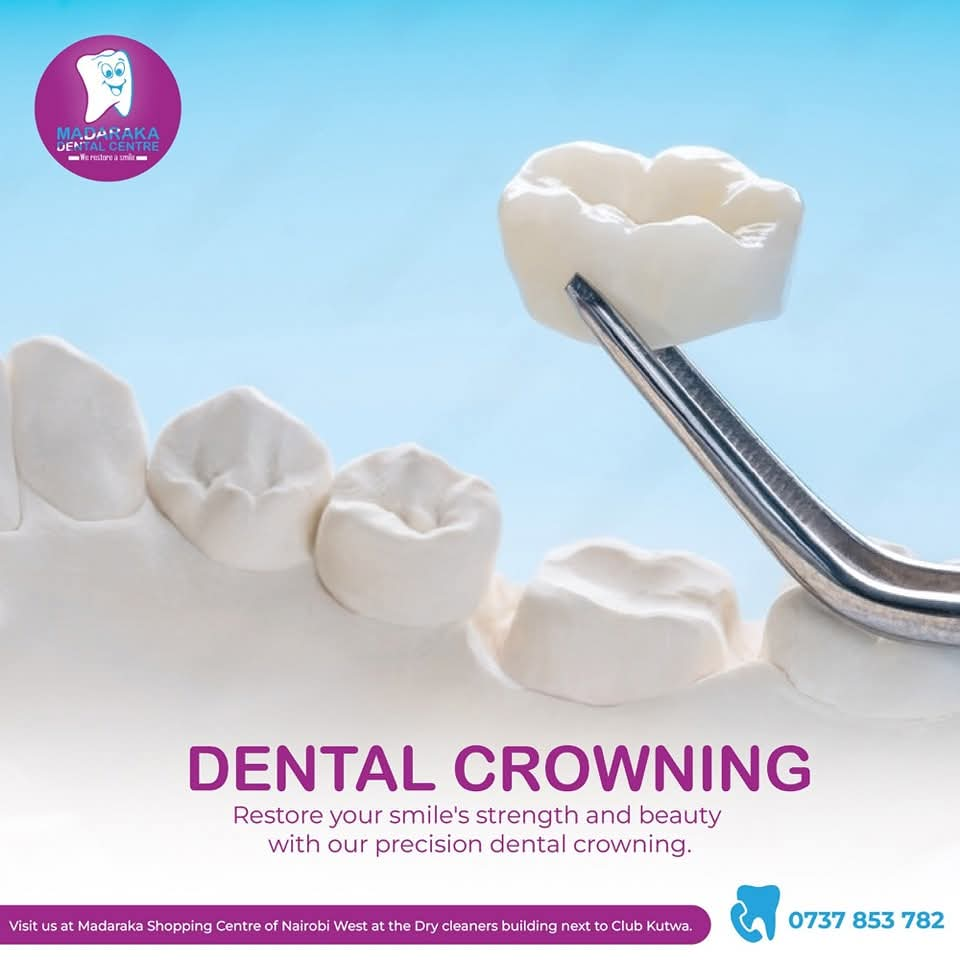 MADARAKA
DENTAL CENTRE
We restore a smile
DENTAL CROWNING
Restore your smile's strength and beauty
with our precision dental crowning.
Visit us at Madaraka Shopping Centre of Nairobi West at the Dry cleaners building next to Club Kutwa.
0737 853 782